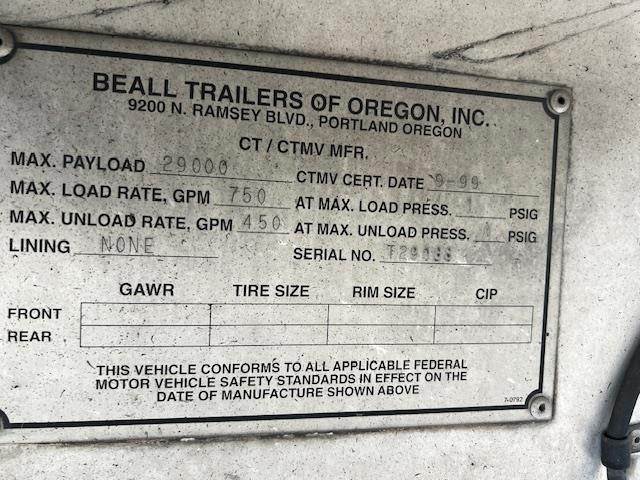 BEALL TRAILERS OF OREGON, INC.
9200 N. RAMSEY BLVD., PORTLAND OREGON
CT / CTMV MFR.
MAX. PAYLOAD 29000 CTMV CERT. DATE 9-99
MAX. LOAD RATE, GPM 750 AT MAX. LOAD PRESS. PSIG
MAX. UNLOAD RATE, GPM 450 AT MAX. UNLOAD PRESS. PSIG
LINING NONE SERIAL NO.
GAWR TIRE SIZE RIM SIZE CIP
FRONT
REAR
THIS VEHICLE CONFORMS TO ALL APPLICABLE FEDERAL
MOTOR VEHICLE SAFETY STANDARDS IN EFFECT ON THE
DATE OF MANUFACTURE SHOWN ABOVE
7-0792